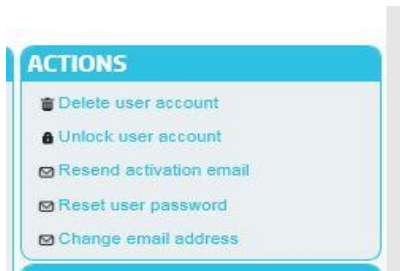 ACTIONS
Delete user account
Unlock user account
Resend activation email
Reset user password
Change email address